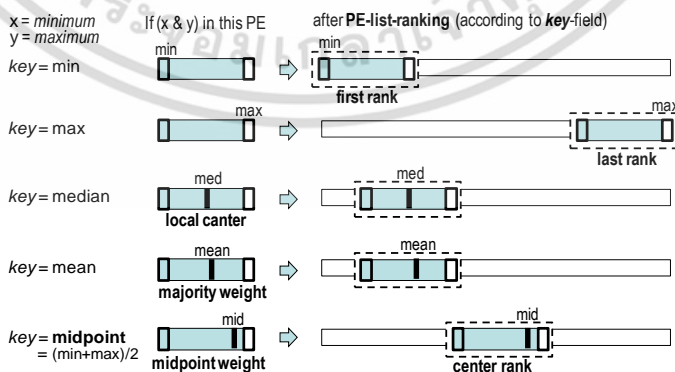 x = minimum
y = maximum
If (x & y) in this PE
after PE-list-ranking (according to key-field)
key = min
min
min
first rank
key = max
max
max
last rank
key = median
med
local canter
med
key = mean
mean
majority weight
mean
key = midpoint
= (min+max)/2
mid
midpoint weight
mid
center rank